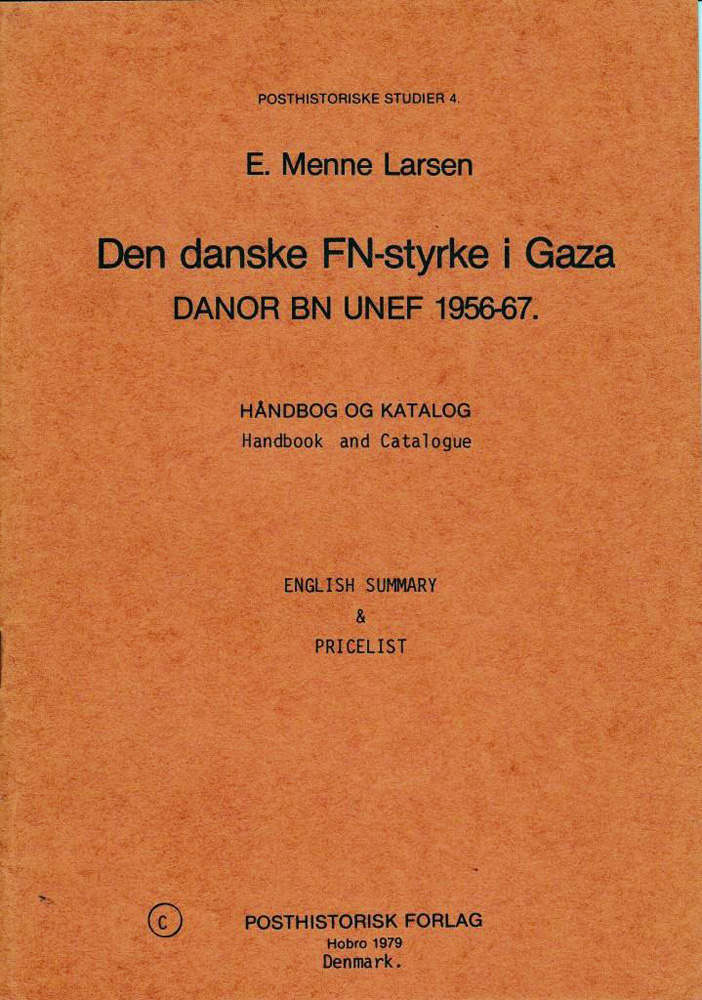 POSTHISTORISKE STUDIER 4.
E. Menne Larsen
Den danske FN-styrke i Gaza
DANOR BN UNEF 1956-67.
HÅNDBOG OG KATALOG
Handbook and Catalogue
ENGLISH SUMMARY
&
PRICELIST
C POSTHISTORISK FORLAG
Hobro 1979
Denmark.